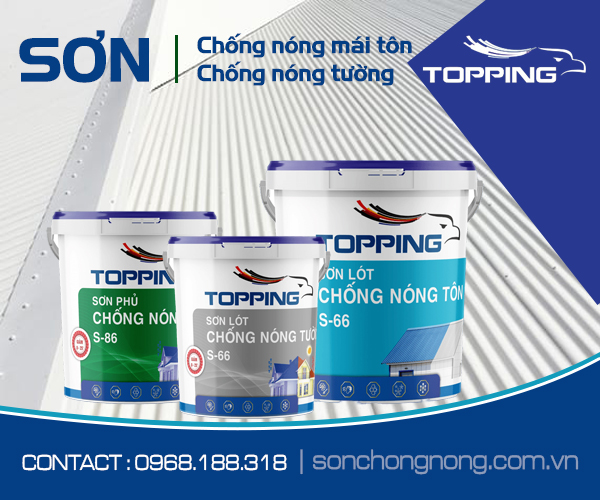 SƠN
Chống nóng mái tôn
Chống nóng tường
TOPPING
TOPPING
SƠN PHỦ
CHỐNG NÓN
S-86
TOPPING
SƠN LÓT
CHỐNG NÓNG TƯỜ
S-66
TOPPING
SƠN LÓT
CHỐNG NÓNG TÔN
S-66
CONTACT : 0968.188.318 | sonchongnong.com.vn